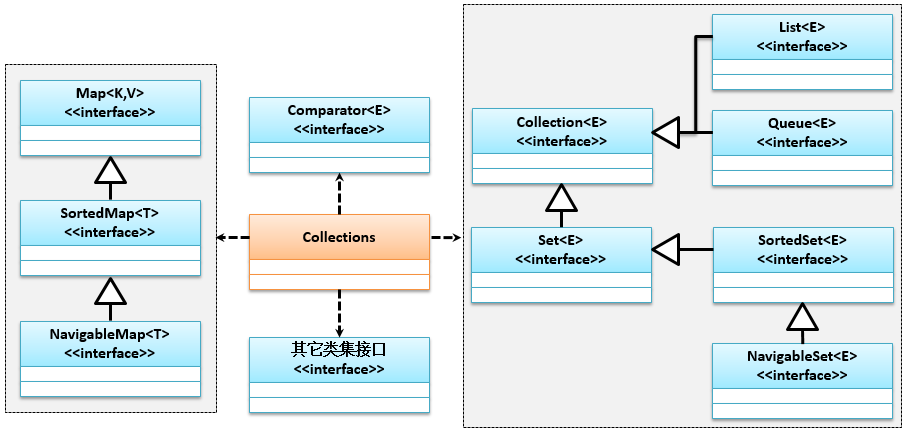 Map<K,V>
<<interface>>
SortedMap<T>
<<interface>>
NavigableMap<T>
<<interface>>
Comparator<E>
<<interface>>
Collections
其它类集接口
<<interface>>
List<E>
<<interface>>
Collection<E>
<<interface>>
Queue<E>
<<interface>>
Set<E>
<<interface>>
SortedSet<E>
<<interface>>
NavigableSet<E>
<<interface>>